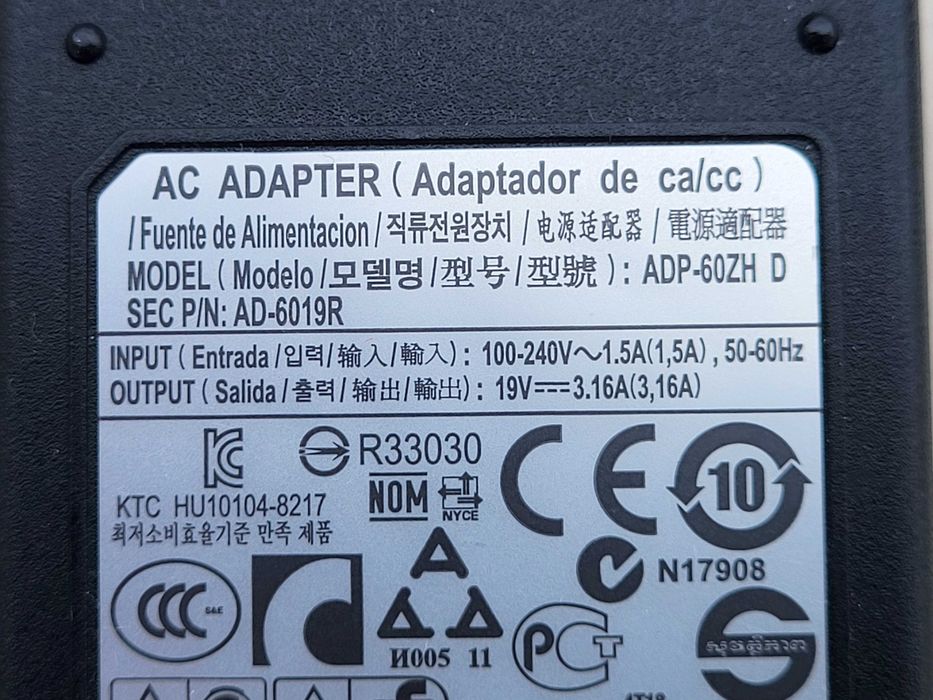 AC ADAPTER ( Adaptador de ca/cc )
/ Fuente de Alimentacion / 직류전원장치 / 电源适配器 / 電源適配器
MODEL ( Modelo / 모델명 / 型号 / 型號 ) : ADP-60ZH D
SEC P/N: AD-6019R
INPUT ( Entrada / 입력 / 输入 / 輸入 ) : 100-240V～1.5A(1,5A) , 50-60Hz
OUTPUT ( Salida / 출력 / 输出 / 輸出 ) : 19V⎓3.16A(3,16A)
R33030
KTC HU10104-8217
최저소비효율기준 만족 제품
NOM
NYCE
CE
10
N17908
CCC S&E
И005 11
PCT